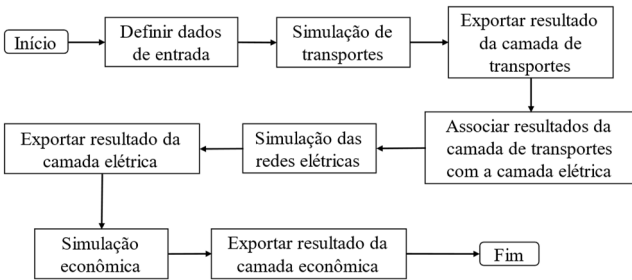 Início
Definir dados
de entrada
Simulação de
transportes
Exportar resultado
da camada de
transportes
Associar resultados da
camada de transportes
com a camada elétrica
Simulação das
redes elétricas
Exportar resultado da
camada elétrica
Simulação
econômica
Exportar resultado da
camada econômica
Fim